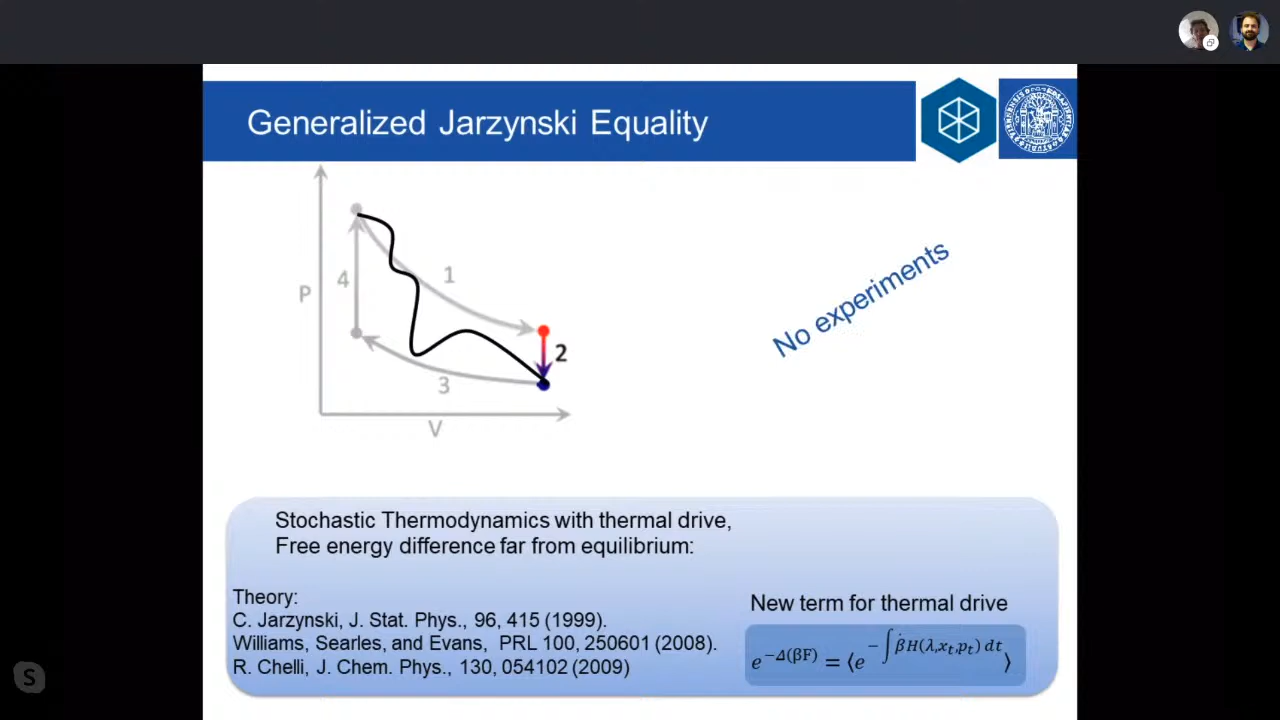 Generalized Jarzynski Equality
P
4
1
2
3
V
No experiments
Stochastic Thermodynamics with thermal drive,
Free energy difference far from equilibrium:
Theory:
C. Jarzynski, J. Stat. Phys., 96, 415 (1999).
Williams, Searles, and Evans, PRL 100, 250601 (2008).
R. Chelli, J. Chem. Phys., 130, 054102 (2009)
New term for thermal drive
e^{-Δ(βF)} = ⟨e^{-∫β̇H(λ,x_t,p_t) dt}⟩
S